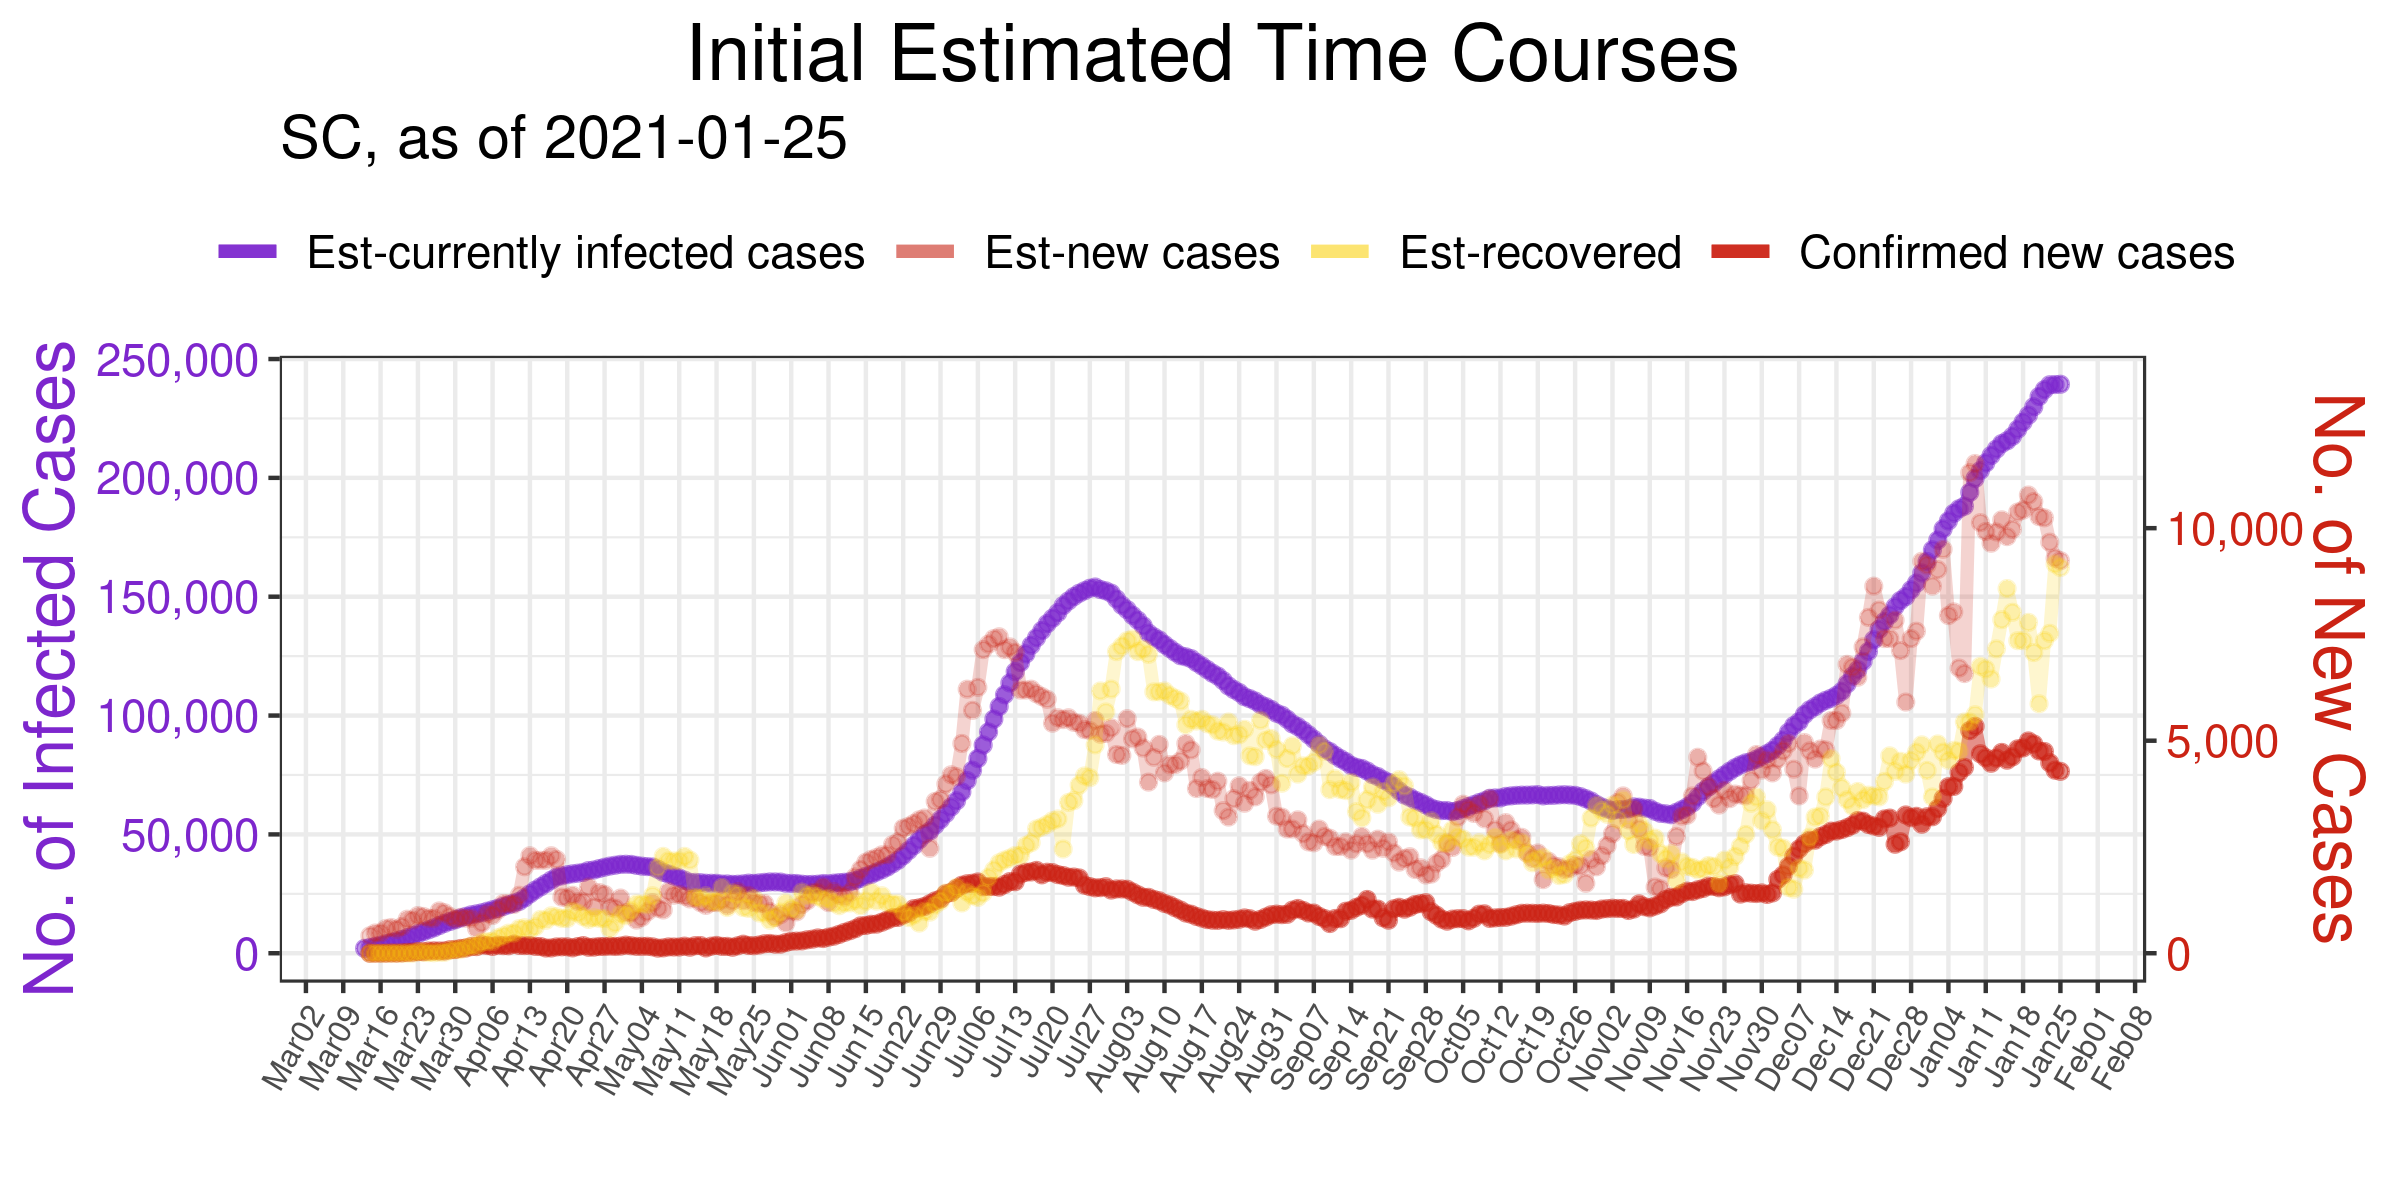 Initial Estimated Time Courses
SC, as of 2021-01-25
Est-currently infected cases Est-new cases Est-recovered Confirmed new cases
No. of Infected Cases
250,000
200,000
150,000
100,000
50,000
0
10,000
5,000
0
No. of New Cases
Mar02 Mar09 Mar16 Mar23 Mar30 Apr06 Apr13 Apr20 Apr27 May04 May11 May18 May25 Jun01 Jun08 Jun15 Jun22 Jun29 Jul06 Jul13 Jul20 Jul27 Aug03 Aug10 Aug17 Aug24 Aug31 Sep07 Sep14 Sep21 Sep28 Oct05 Oct12 Oct19 Oct26 Nov02 Nov09 Nov16 Nov23 Nov30 Dec07 Dec14 Dec21 Dec28 Jan04 Jan11 Jan18 Jan25 Feb01 Feb08